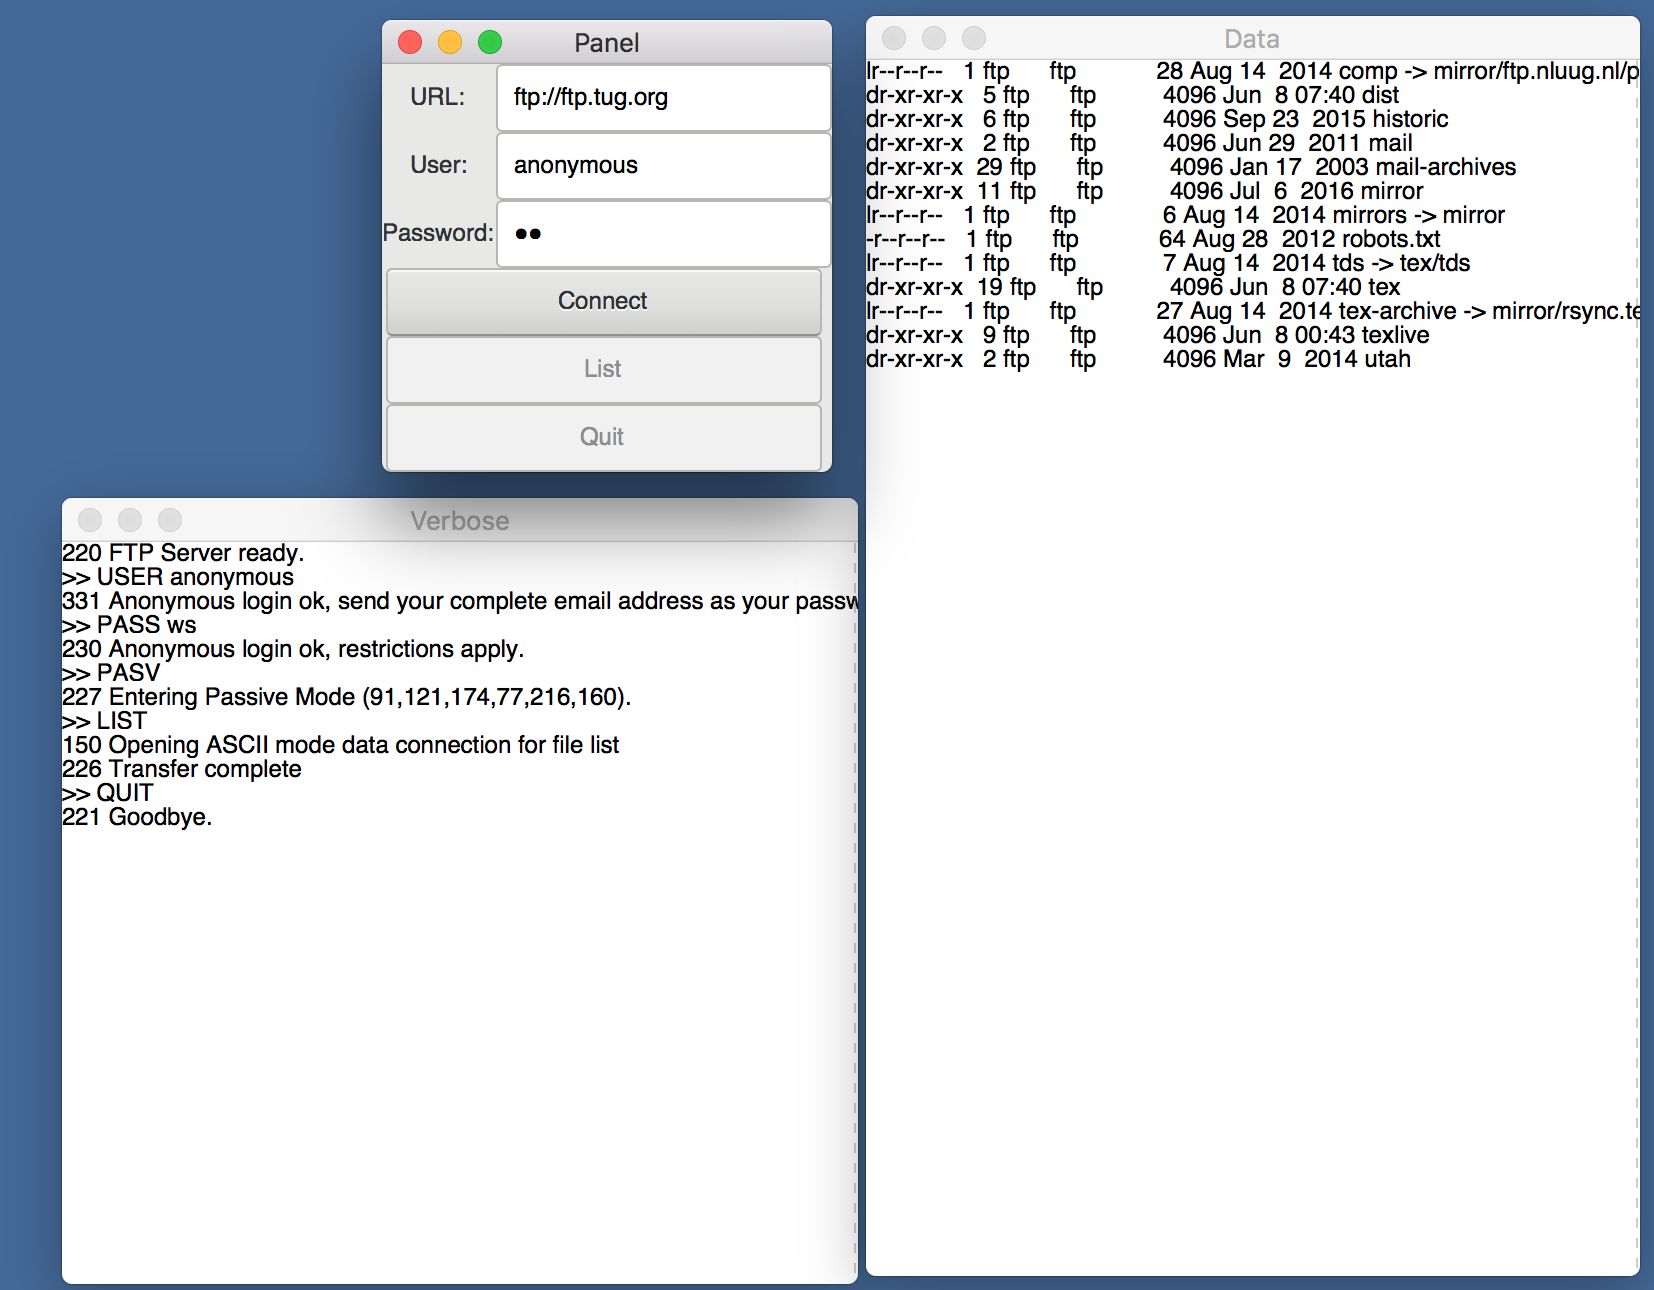 Panel
URL: ftp://ftp.tug.org
User: anonymous
Password: ●●
Connect
List
Quit
Data
lr--r--r-- 1 ftp ftp 28 Aug 14 2014 comp -> mirror/ftp.nluug.nl/p
dr-xr-xr-x 5 ftp ftp 4096 Jun 8 07:40 dist
dr-xr-xr-x 6 ftp ftp 4096 Sep 23 2015 historic
dr-xr-xr-x 2 ftp ftp 4096 Jun 29 2011 mail
dr-xr-xr-x 29 ftp ftp 4096 Jan 17 2003 mail-archives
dr-xr-xr-x 11 ftp ftp 4096 Jul 6 2016 mirror
lr--r--r-- 1 ftp ftp 6 Aug 14 2014 mirrors -> mirror
-r--r--r-- 1 ftp ftp 64 Aug 28 2012 robots.txt
lr--r--r-- 1 ftp ftp 7 Aug 14 2014 tds -> tex/tds
dr-xr-xr-x 19 ftp ftp 4096 Jun 8 07:40 tex
lr--r--r-- 1 ftp ftp 27 Aug 14 2014 tex-archive -> mirror/rsync.te
dr-xr-xr-x 9 ftp ftp 4096 Jun 8 00:43 texlive
dr-xr-xr-x 2 ftp ftp 4096 Mar 9 2014 utah
Verbose
220 FTP Server ready.
>> USER anonymous
331 Anonymous login ok, send your complete email address as your passw
>> PASS ws
230 Anonymous login ok, restrictions apply.
>> PASV
227 Entering Passive Mode (91,121,174,77,216,160).
>> LIST
150 Opening ASCII mode data connection for file list
226 Transfer complete
>> QUIT
221 Goodbye.